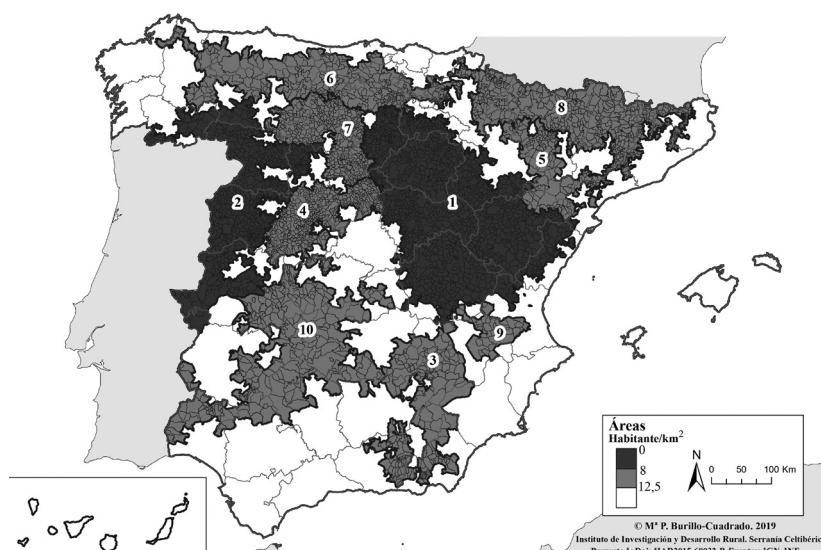 6
8
7
5
1
2
4
10
9
3
Áreas
Habitante/km²
0
8
12,5
N
0 50 100 Km
© Mª P. Burillo-Cuadrado. 2019
Instituto de Investigación y Desarrollo Rural. Serranía Celtibéric